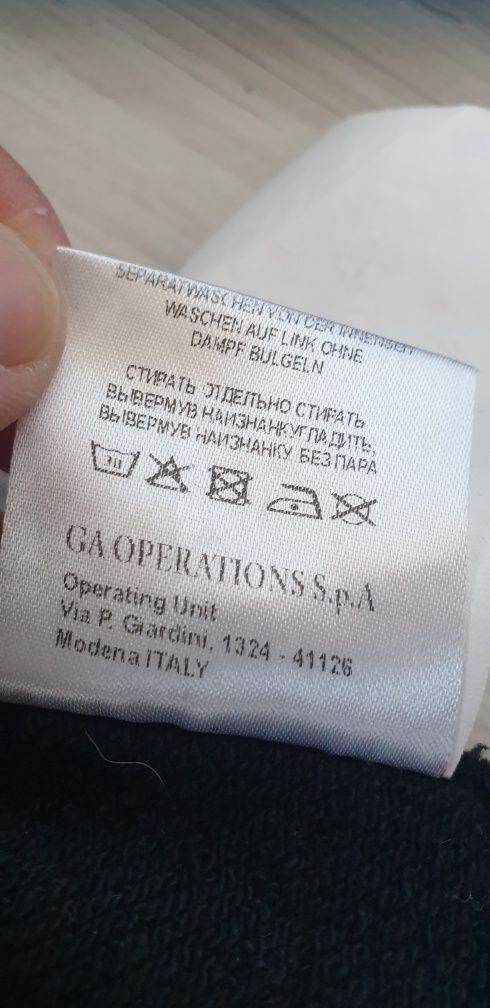 SEPARATWASCHEN VON DER INNENSEIT
WASCHEN AUF LINK OHNE
DAMPF BULGELN
СТИРАТЬ ОТДЕЛЬНО СТИРАТЬ
ВЫВЕРМУВ НАИЗНАНКУГЛАДИТЬ,
ВЫВЕРМУВ НАИЗНАНКУ БЕЗ ПАРА
GA OPERATIONS S.p.A
Operating Unit
Via P. Giardini, 1324 - 41126
Modena ITALY